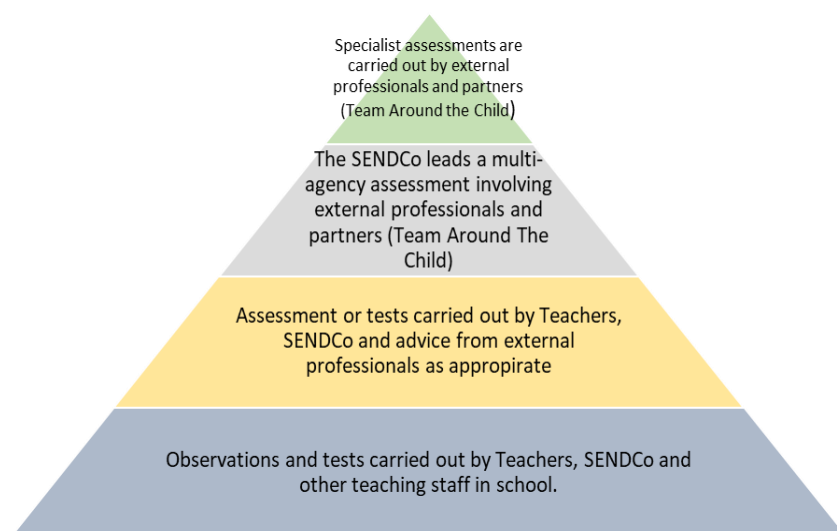 Specialist assessments are
carried out by external
professionals and partners
(Team Around the Child)
The SENDCo leads a multi-
agency assessment involving
external professionals and
partners (Team Around The
Child)
Assessment or tests carried out by Teachers,
SENDCo and advice from external
professionals as appropirate
Observations and tests carried out by Teachers, SENDCo and
other teaching staff in school.